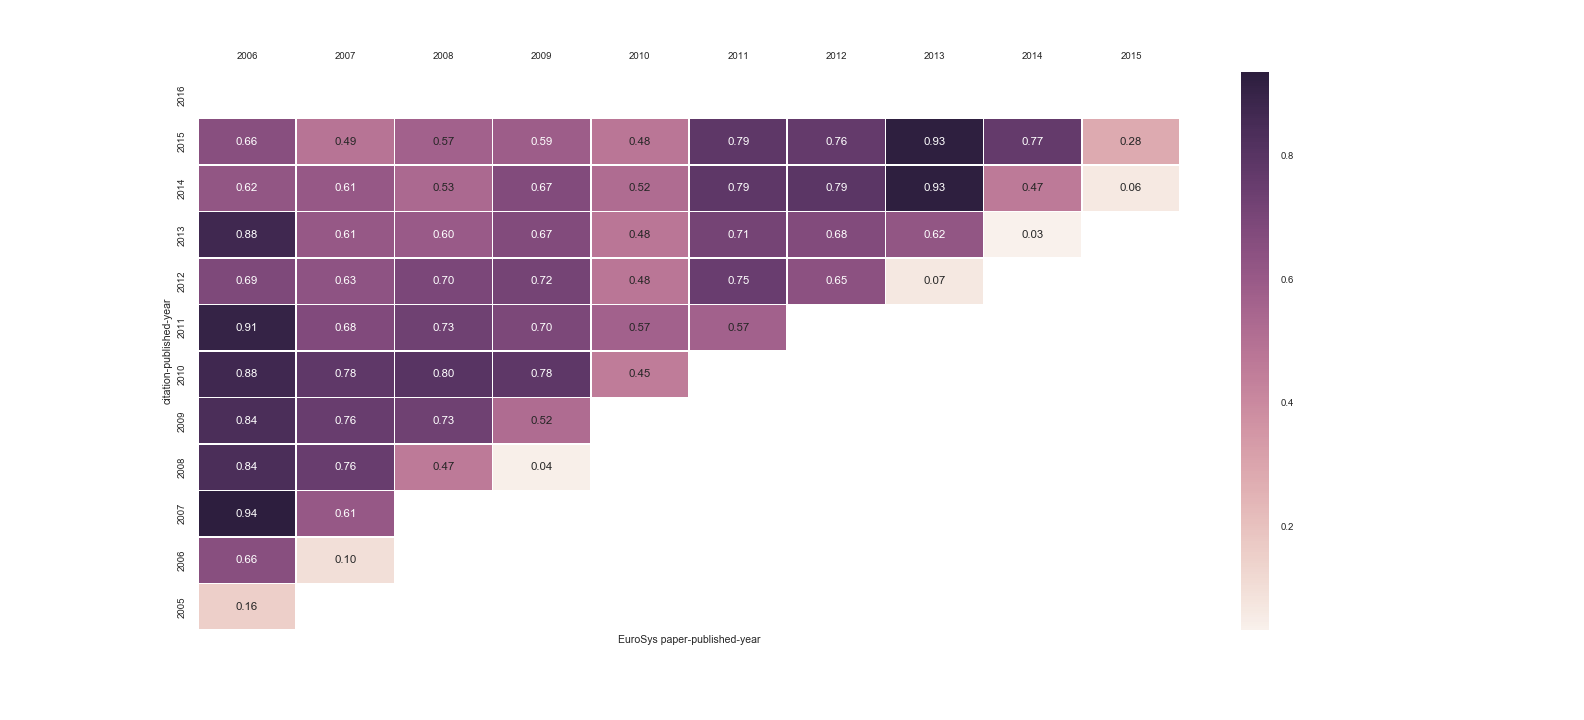 2006 2007 2008 2009 2010 2011 2012 2013 2014 2015
2016
2015 0.66 0.49 0.57 0.59 0.48 0.79 0.76 0.93 0.77 0.28
0.8
2014 0.62 0.61 0.53 0.67 0.52 0.79 0.79 0.93 0.47 0.06
2013 0.88 0.61 0.60 0.67 0.48 0.71 0.68 0.62 0.03
2012 0.69 0.63 0.70 0.72 0.48 0.75 0.65 0.07
0.6
2011 0.91 0.68 0.73 0.70 0.57 0.57
citation-published-year
2010 0.88 0.78 0.80 0.78 0.45
0.4
2009 0.84 0.76 0.73 0.52
2008 0.84 0.76 0.47 0.04
2007 0.94 0.61
0.2
2006 0.66 0.10
2005 0.16
EuroSys paper-published-year